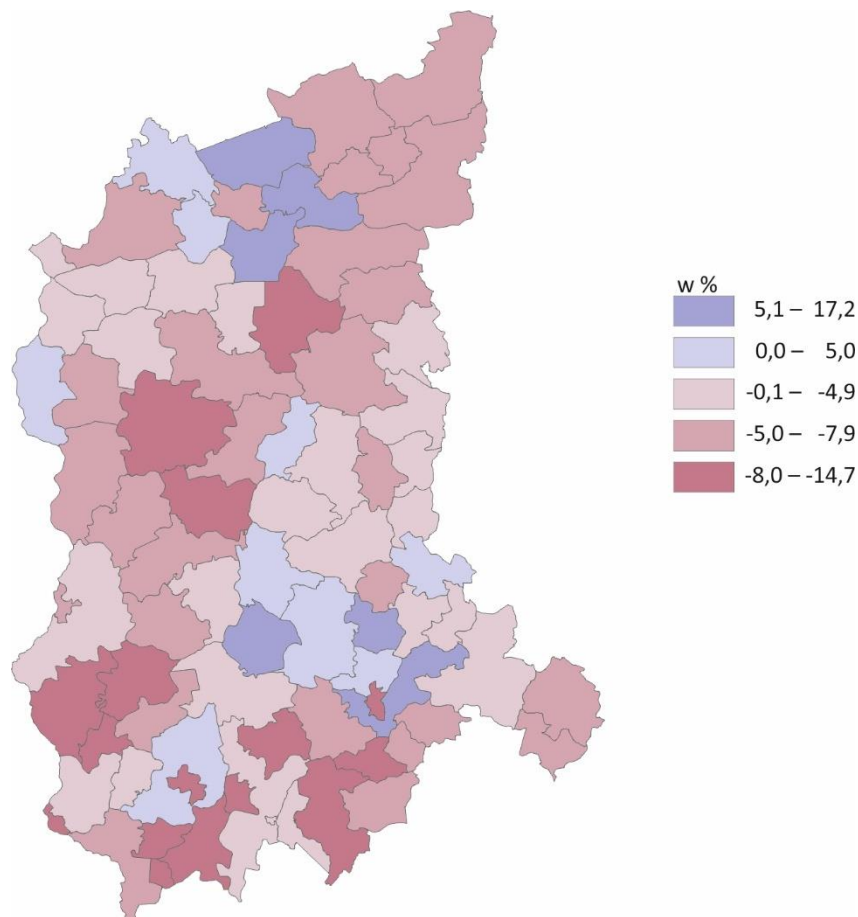 w %
5,1 – 17,2
0,0 – 5,0
-0,1 – -4,9
-5,0 – -7,9
-8,0 – -14,7